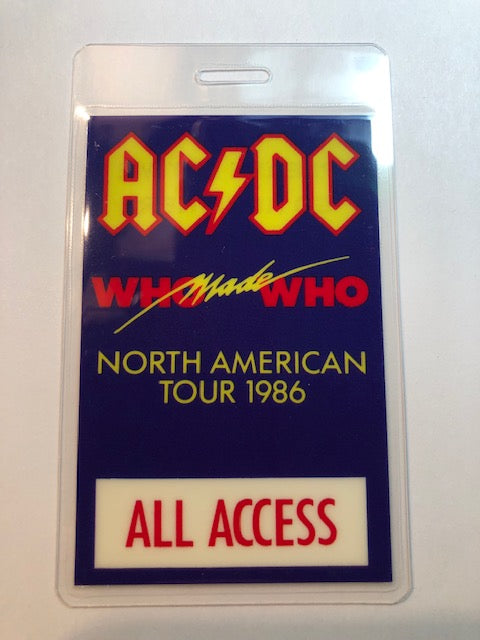 AC⚡DC
WHO Made WHO
NORTH AMERICAN
TOUR 1986
ALL ACCESS